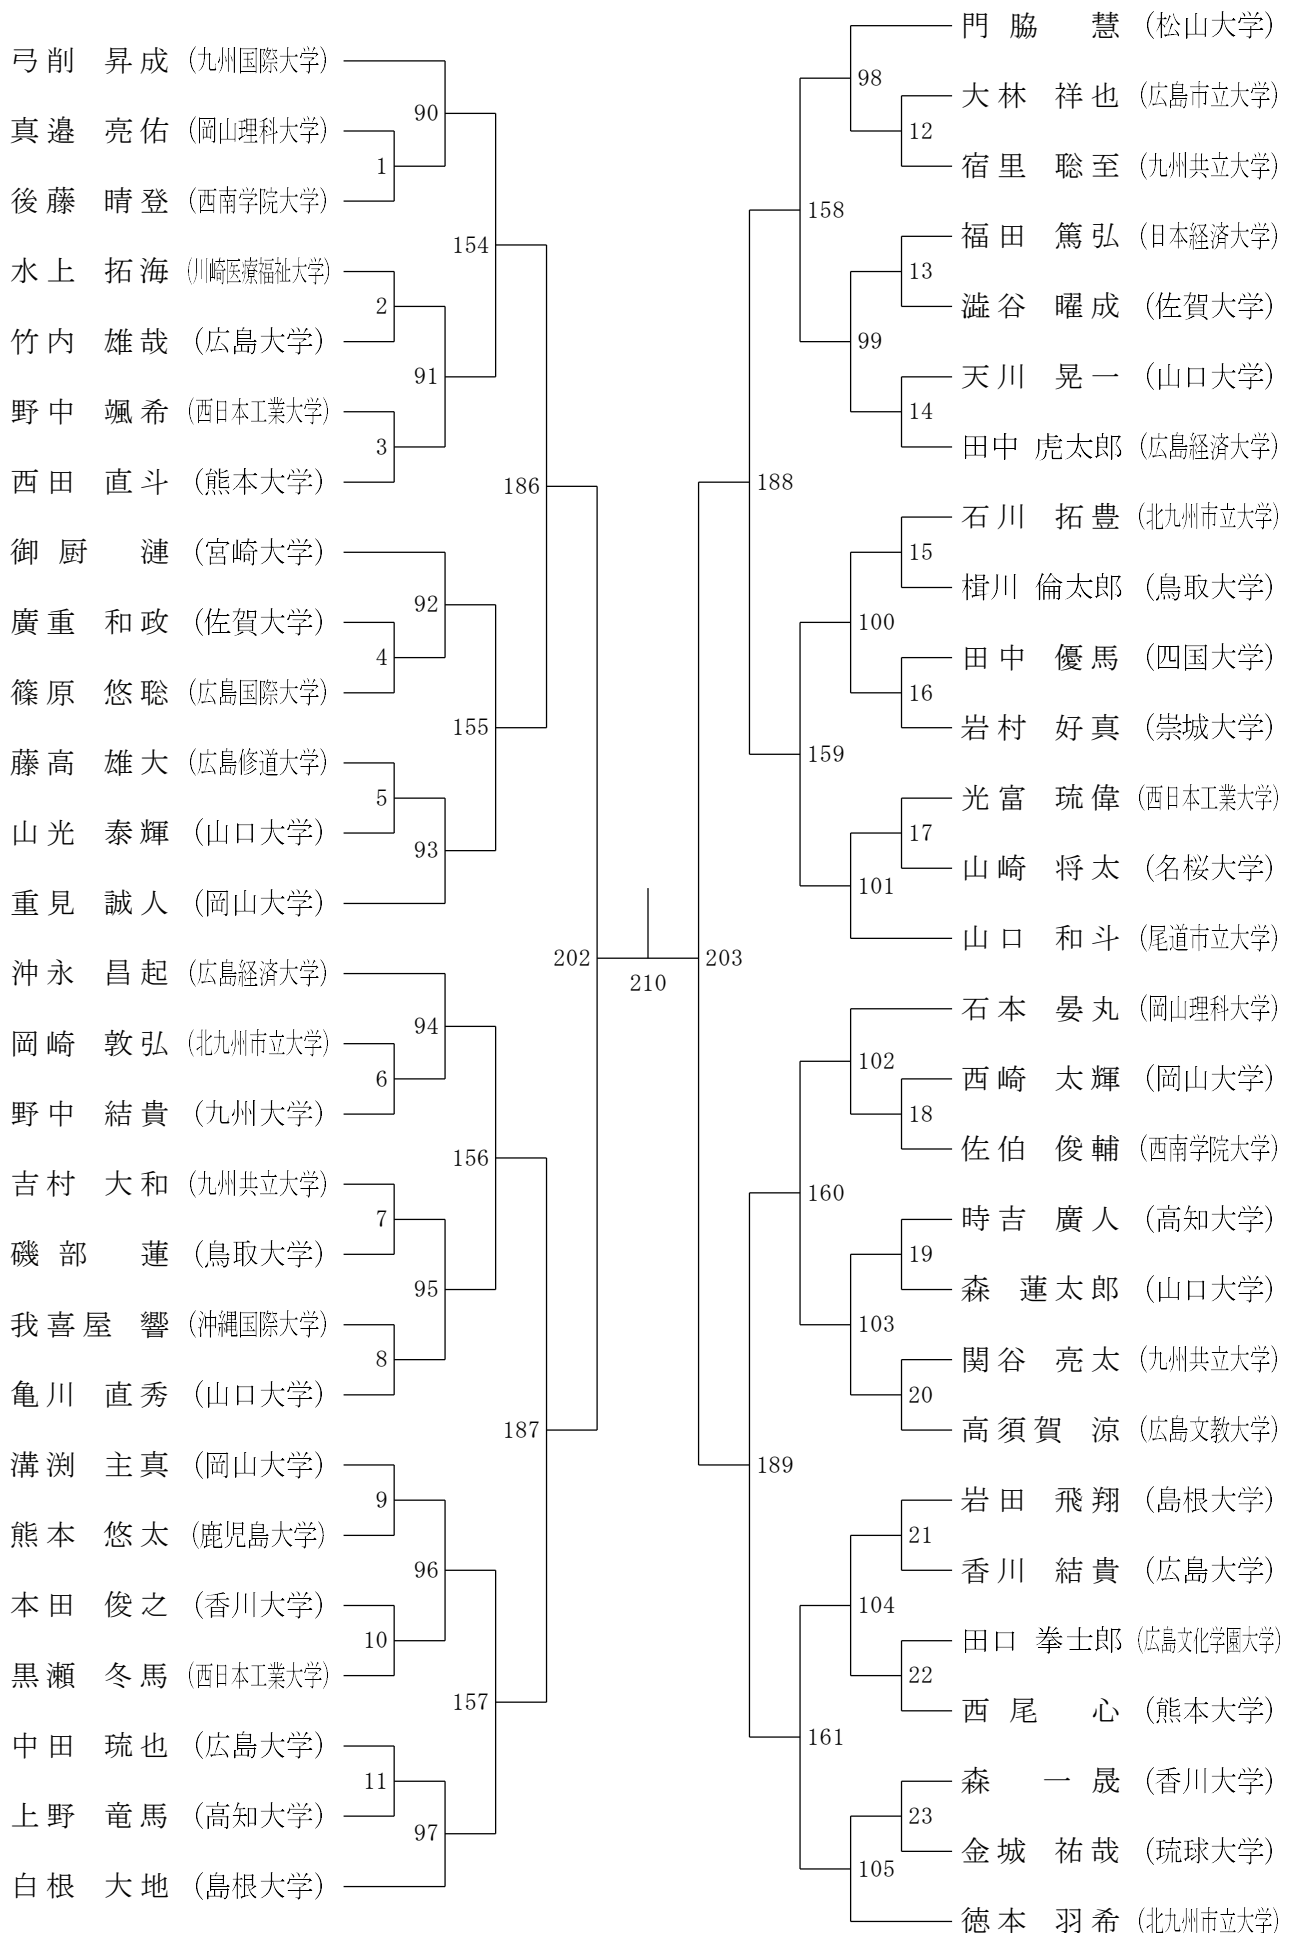 弓削 昇成 (九州国際大学)
真邉 亮佑 (岡山理科大学)
後藤 晴登 (西南学院大学)
水上 拓海 (川崎医療福祉大学)
竹内 雄哉 (広島大学)
野中 颯希 (西日本工業大学)
西田 直斗 (熊本大学)
御厨 漣 (宮崎大学)
廣重 和政 (佐賀大学)
篠原 悠聡 (広島国際大学)
藤高 雄大 (広島修道大学)
山光 泰輝 (山口大学)
重見 誠人 (岡山大学)
沖永 昌起 (広島経済大学)
岡崎 敦弘 (北九州市立大学)
野中 結貴 (九州大学)
吉村 大和 (九州共立大学)
磯部 蓮 (鳥取大学)
我喜屋 響 (沖縄国際大学)
亀川 直秀 (山口大学)
溝渕 主真 (岡山大学)
熊本 悠太 (鹿児島大学)
本田 俊之 (香川大学)
黒瀬 冬馬 (西日本工業大学)
中田 琉也 (広島大学)
上野 竜馬 (高知大学)
白根 大地 (島根大学)
1
2
3
4
5
6
7
8
9
10
11
90
91
92
93
94
95
96
97
154
155
156
157
186
187
202
210
203
188
189
158
159
160
161
98
99
100
101
102
103
104
105
12
13
14
15
16
17
18
19
20
21
22
23
門脇 慧 (松山大学)
大林 祥也 (広島市立大学)
宿里 聡至 (九州共立大学)
福田 篤弘 (日本経済大学)
澁谷 曜成 (佐賀大学)
天川 晃一 (山口大学)
田中 虎太郎 (広島経済大学)
石川 拓豊 (北九州市立大学)
楫川 倫太郎 (鳥取大学)
田中 優馬 (四国大学)
岩村 好真 (崇城大学)
光富 琉偉 (西日本工業大学)
山崎 将太 (名桜大学)
山口 和斗 (尾道市立大学)
石本 晏丸 (岡山理科大学)
西崎 太輝 (岡山大学)
佐伯 俊輔 (西南学院大学)
時吉 廣人 (高知大学)
森 蓮太郎 (山口大学)
関谷 亮太 (九州共立大学)
高須賀 涼 (広島文教大学)
岩田 飛翔 (島根大学)
香川 結貴 (広島大学)
田口 拳士郎 (広島文化学園大学)
西尾 心 (熊本大学)
森 一晟 (香川大学)
金城 祐哉 (琉球大学)
徳本 羽希 (北九州市立大学)